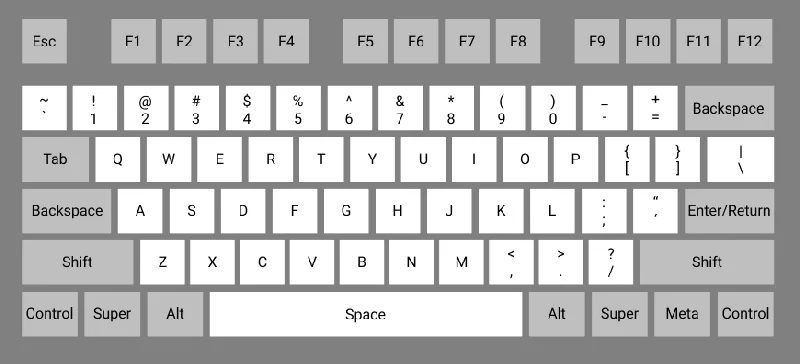 Esc F1 F2 F3 F4 F5 F6 F7 F8 F9 F10 F11 F12
~ ! @ # $ % ^ & * ( ) _ + Backspace
` 1 2 3 4 5 6 7 8 9 0 - =
Tab Q W E R T Y U I O P { } |
[ ] \
Backspace A S D F G H J K L : “ Enter/Return
; ′
Shift Z X C V B N M < > ? Shift
, . /
Control Super Alt Space Alt Super Meta Control